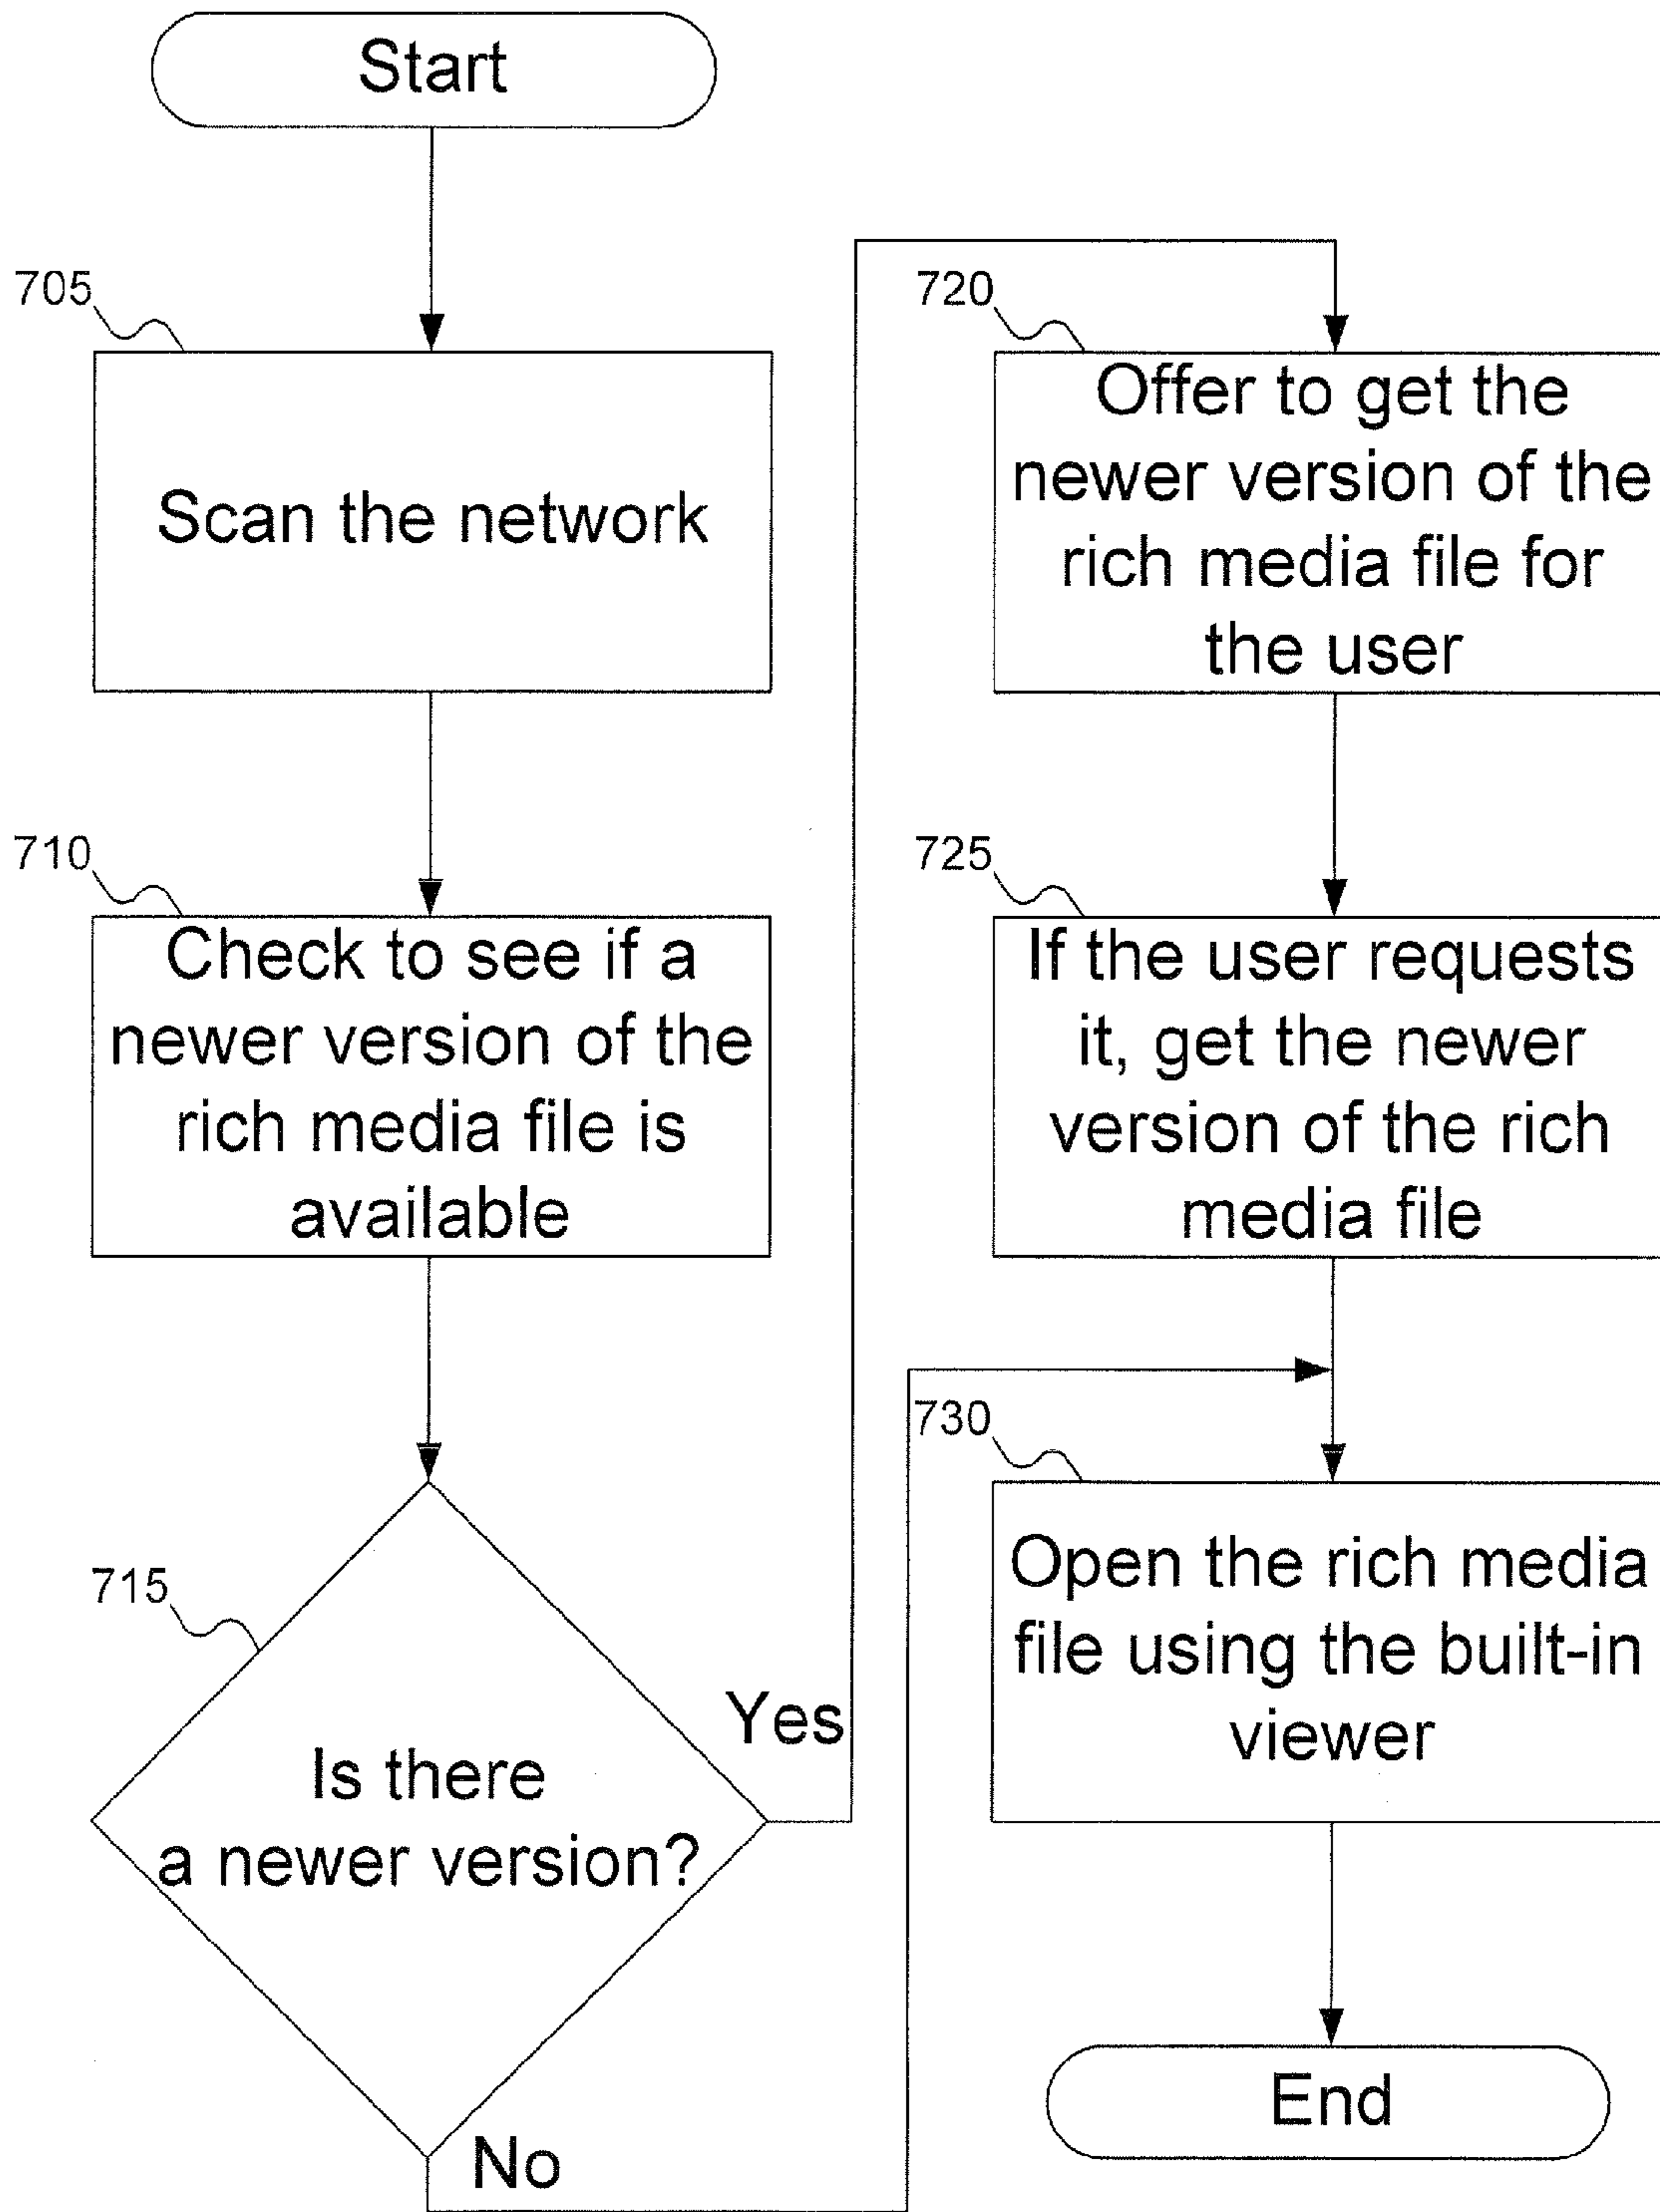 Start
705
Scan the network
710
Check to see if a
newer version of the
rich media file is
available
715
Is there
a newer version?
Yes
No
720
Offer to get the
newer version of the
rich media file for
the user
725
If the user requests
it, get the newer
version of the rich
media file
730
Open the rich media
file using the built-in
viewer
End